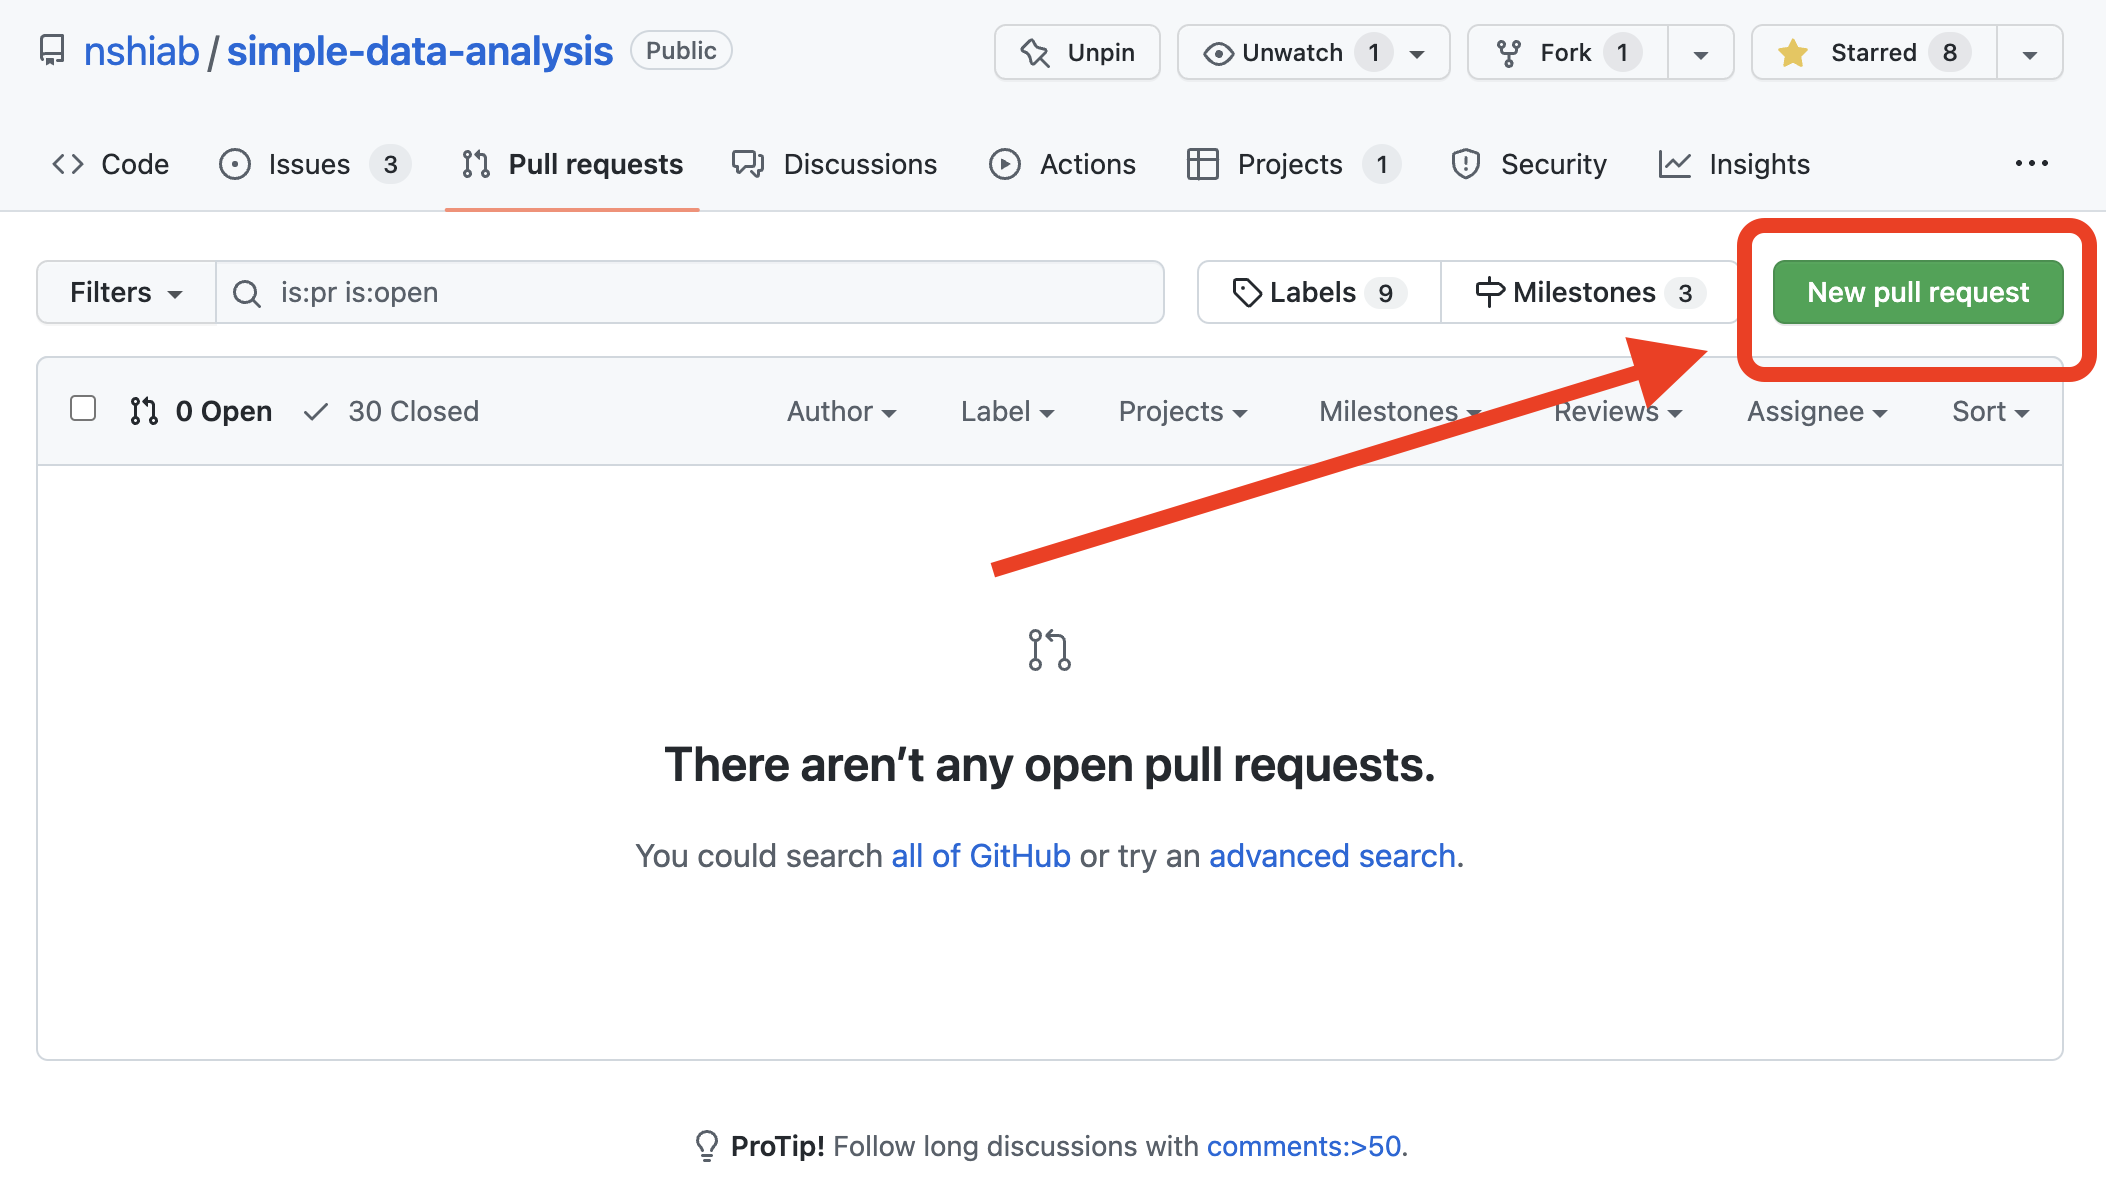 nshiab / simple-data-analysis Public Unpin Unwatch 1 Fork 1 Starred 8
Code Issues 3 Pull requests Discussions Actions Projects 1 Security Insights ...
Filters is:pr is:open Labels 9 Milestones 3 New pull request
0 Open 30 Closed Author Label Projects Milestones Reviews Assignee Sort
There aren’t any open pull requests.
You could search all of GitHub or try an advanced search.
ProTip! Follow long discussions with comments:>50.